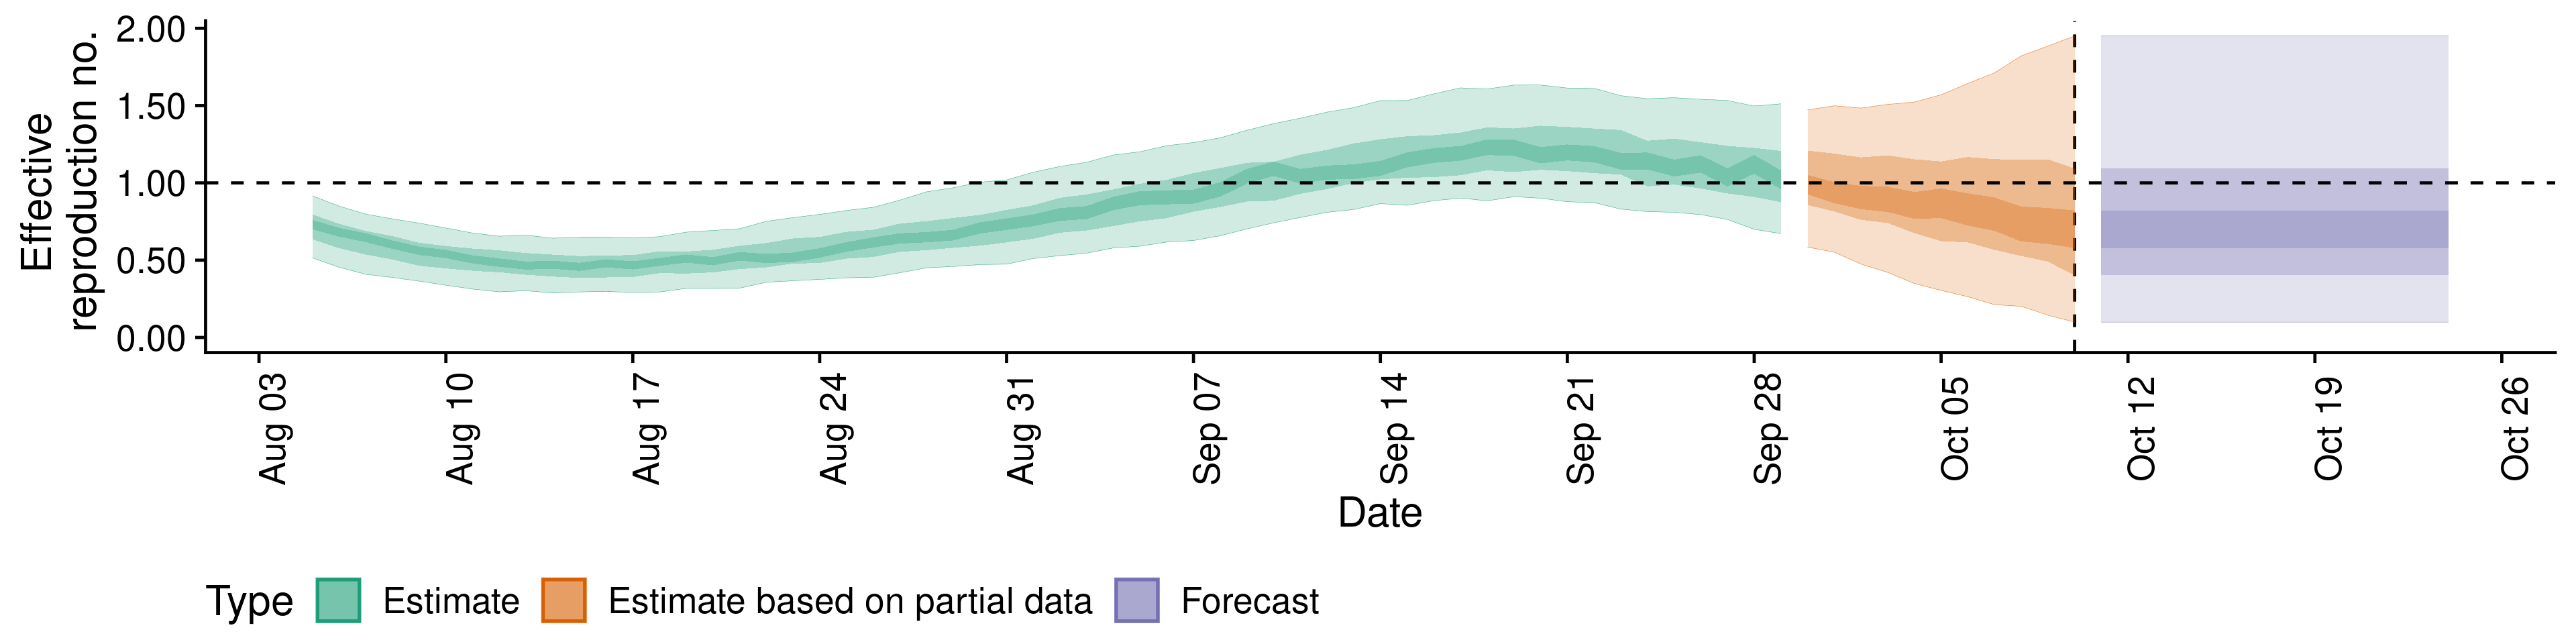 Effective
reproduction no.
2.00
1.50
1.00
0.50
0.00
Aug 03
Aug 10
Aug 17
Aug 24
Aug 31
Sep 07
Sep 14
Sep 21
Sep 28
Oct 05
Oct 12
Oct 19
Oct 26
Date
Type Estimate Estimate based on partial data Forecast